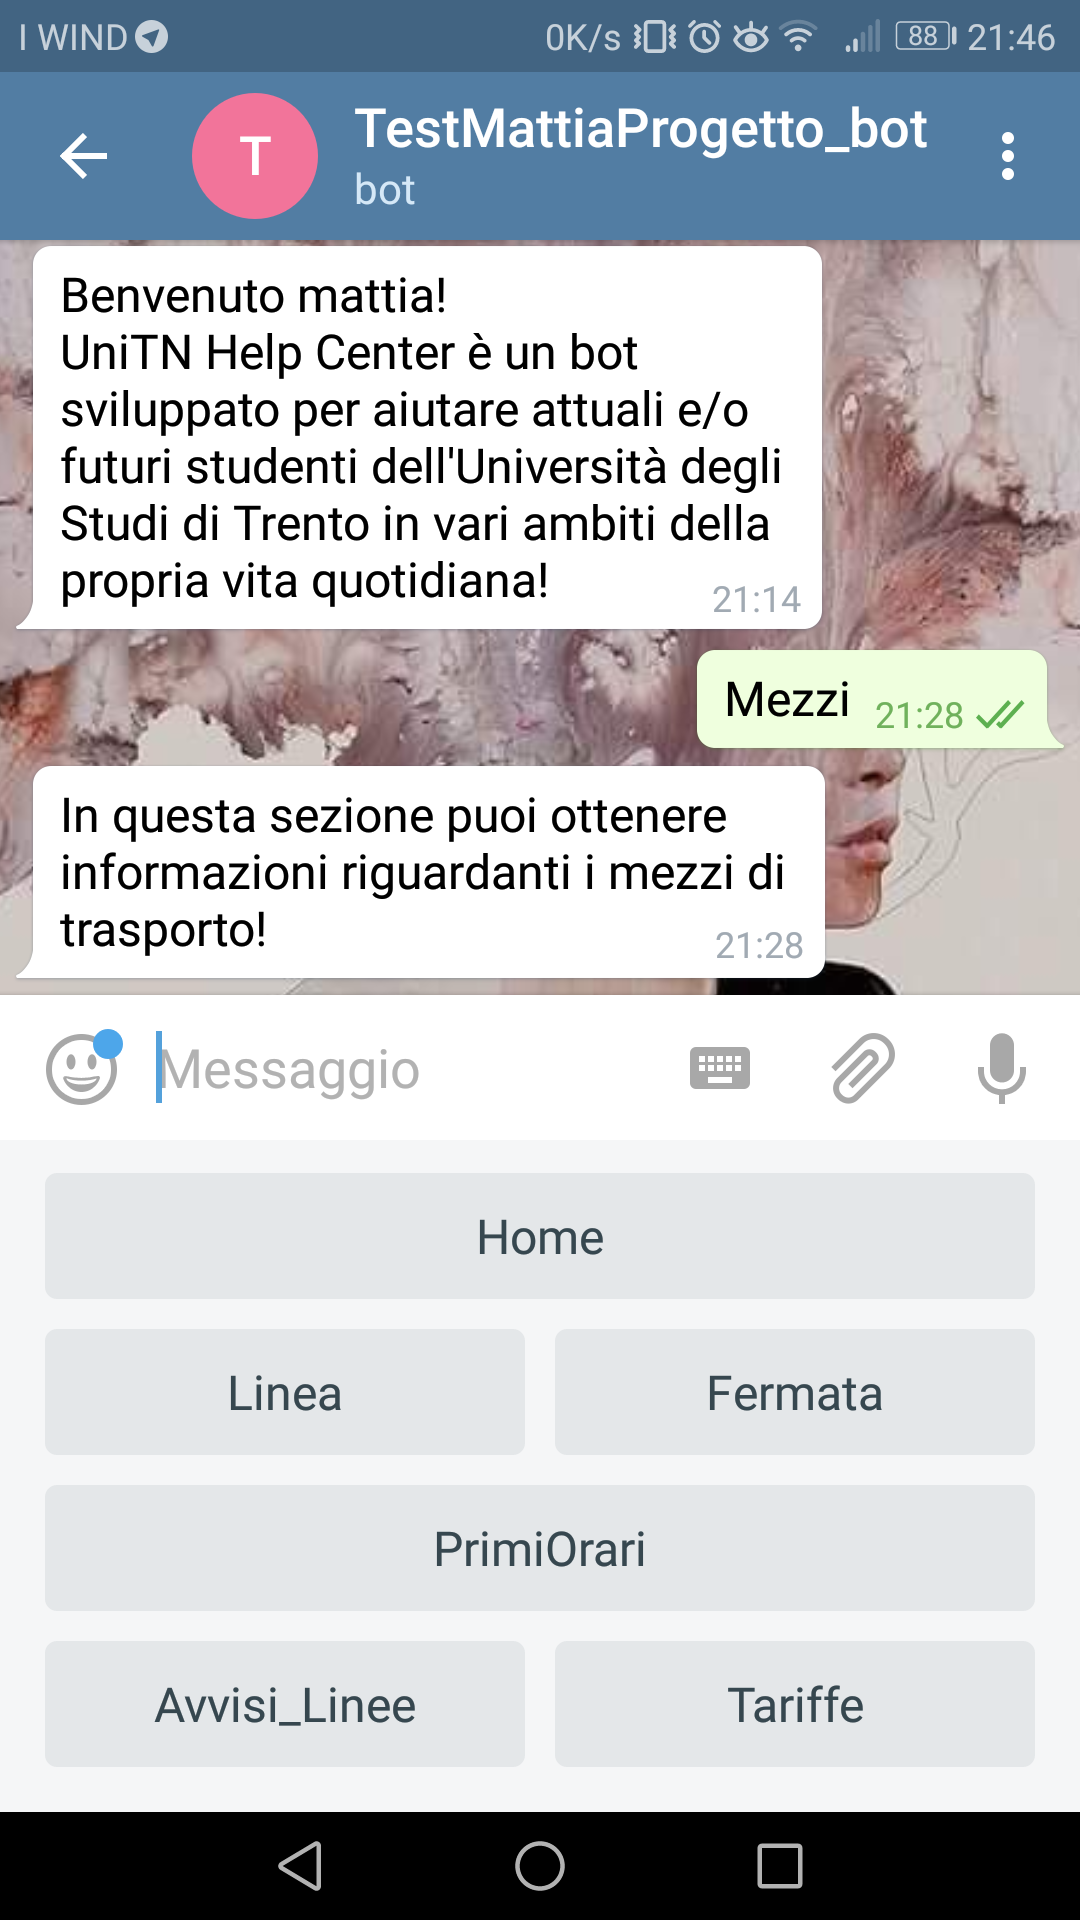 I WIND 0K/s 88 21:46
T
TestMattiaProgetto_bot
bot
Benvenuto mattia!
UniTN Help Center è un bot
sviluppato per aiutare attuali e/o
futuri studenti dell'Università degli
Studi di Trento in vari ambiti della
propria vita quotidiana! 21:14
Mezzi 21:28
In questa sezione puoi ottenere
informazioni riguardanti i mezzi di
trasporto! 21:28
Messaggio
Home
Linea Fermata
PrimiOrari
Avvisi_Linee Tariffe